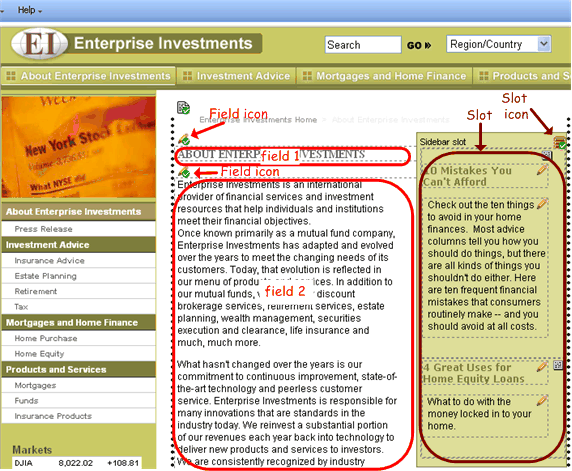 Help
EI Enterprise Investments
Search
GO
Region/Country
About Enterprise Investments
Investment Advice
Mortgages and Home Finance
Products and S
New York Stock
What NYSE did
Field icon
Enterprise Investments Home
About Enterprise Investments
Slot
Slot icon
Sidebar slot
ABOUT ENTERP
field 1
VESTMENTS
Field icon
Enterprise Investments is an international
provider of financial services and investment
resources that help individuals and institutions
meet their financial objectives.
Once known primarily as a mutual fund company,
Enterprise Investments has adapted and evolved
over the years to meet the changing needs of its
customers. Today, that evolution is reflected in
our menu of products and services. In addition to
our mutual funds, discount
field 2
brokerage services, retirement services, estate
planning, wealth management, securities
execution and clearance, life insurance and
much, much more.
What hasn't changed over the years is our
commitment to continuous improvement, state-of-
the-art technology and peerless customer
service. Enterprise Investments is responsible for
many innovations that are standards in the
industry today. We reinvest a substantial portion
of our revenues each year back into technology to
deliver new products and services to investors.
We are consistently recognized by industry
10 Mistakes You
Can't Afford
Check out the ten things
to avoid in your home
finances. Most advice
columns tell you how you
should do things, but there
are all kinds of things you
shouldn't do either. Here
are ten frequent financial
mistakes that consumers
routinely make -- and you
should avoid at all costs.
4 Great Uses for
Home Equity Loans
What to do with the
money locked in to your
home.
About Enterprise Investments
Press Release
Investment Advice
Insurance Advice
Estate Planning
Retirement
Tax
Mortgages and Home Finance
Home Purchase
Home Equity
Products and Services
Mortgages
Funds
Insurance Products
Markets
DJIA 8,022.02 +108.81